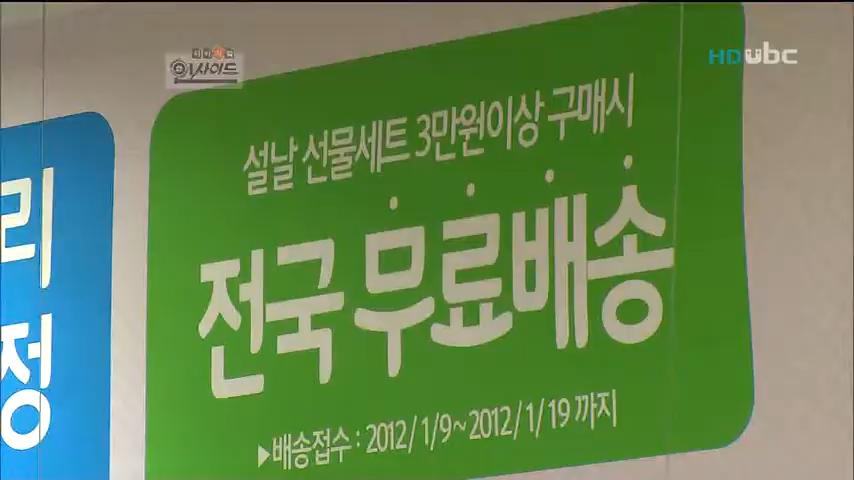 인사이드
HD ubc
설날 선물세트 3만원이상 구매시
전국 무료배송
▶배송접수 : 2012/1/9~2012/1/19 까지
리
정